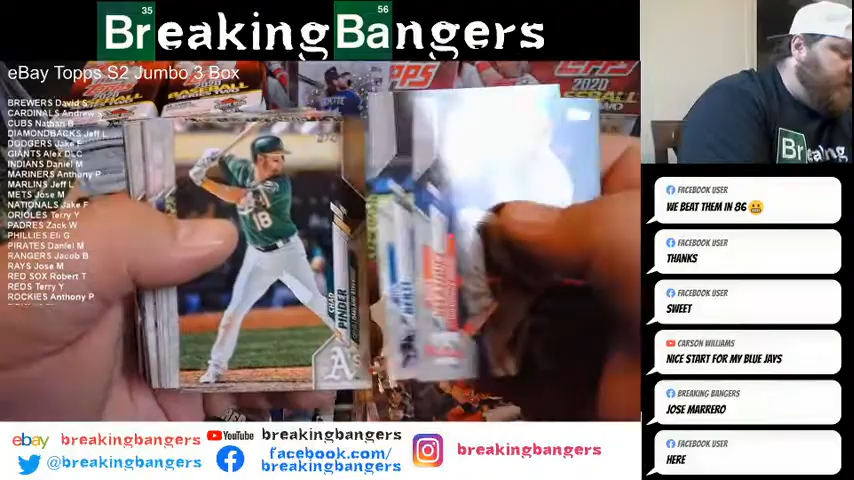 35 56
BreakingBangers
eBay Topps S2 Jumbo 3 Box
BREWERS David S
CARDINALS Andrew S
CUBS Nathan B
DIAMONDBACKS Jeff L
DODGERS Jake F
GIANTS Alex DLC
INDIANS Daniel M
MARINERS Anthony P
MARLINS Jeff L
METS Jose M
NATIONALS Jake F
ORIOLES Terry Y
PADRES Zack W
PHILLIES Eli G
PIRATES Daniel M
RANGERS Jacob B
RAYS Jose M
RED SOX Robert T
REDS Terry Y
ROCKIES Anthony P
2020
2020
18
CHAD
PINDER
A's
Br
FACEBOOK USER
WE BEAT THEM IN 86😬
FACEBOOK USER
THANKS
FACEBOOK USER
SWEET
CARSON WILLIAMS
NICE START FOR MY BLUE JAYS
BREAKING BANGERS
JOSE MARRERO
FACEBOOK USER
HERE
ebay breakingbangers
@breakingbangers
YouTube breakingbangers
facebook.com/
breakingbangers
breakingbangers